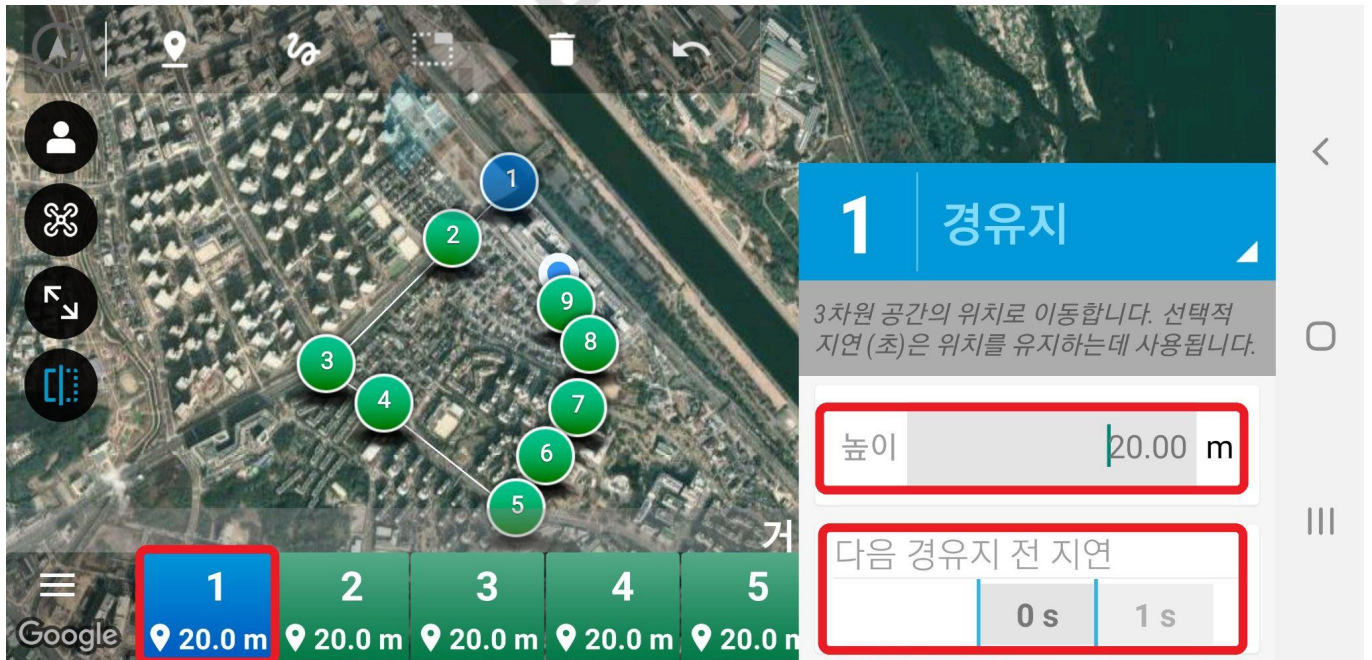 1
2
9
8
3
4
7
6
5
거
1 2 3 4 5
20.0 m 20.0 m 20.0 m 20.0 m 20.0 m
Google
1 경유지
3차원 공간의 위치로 이동합니다. 선택적
지연 (초)은 위치를 유지하는데 사용됩니다.
높이 20.00 m
다음 경유지 전 지연
0 s 1 s